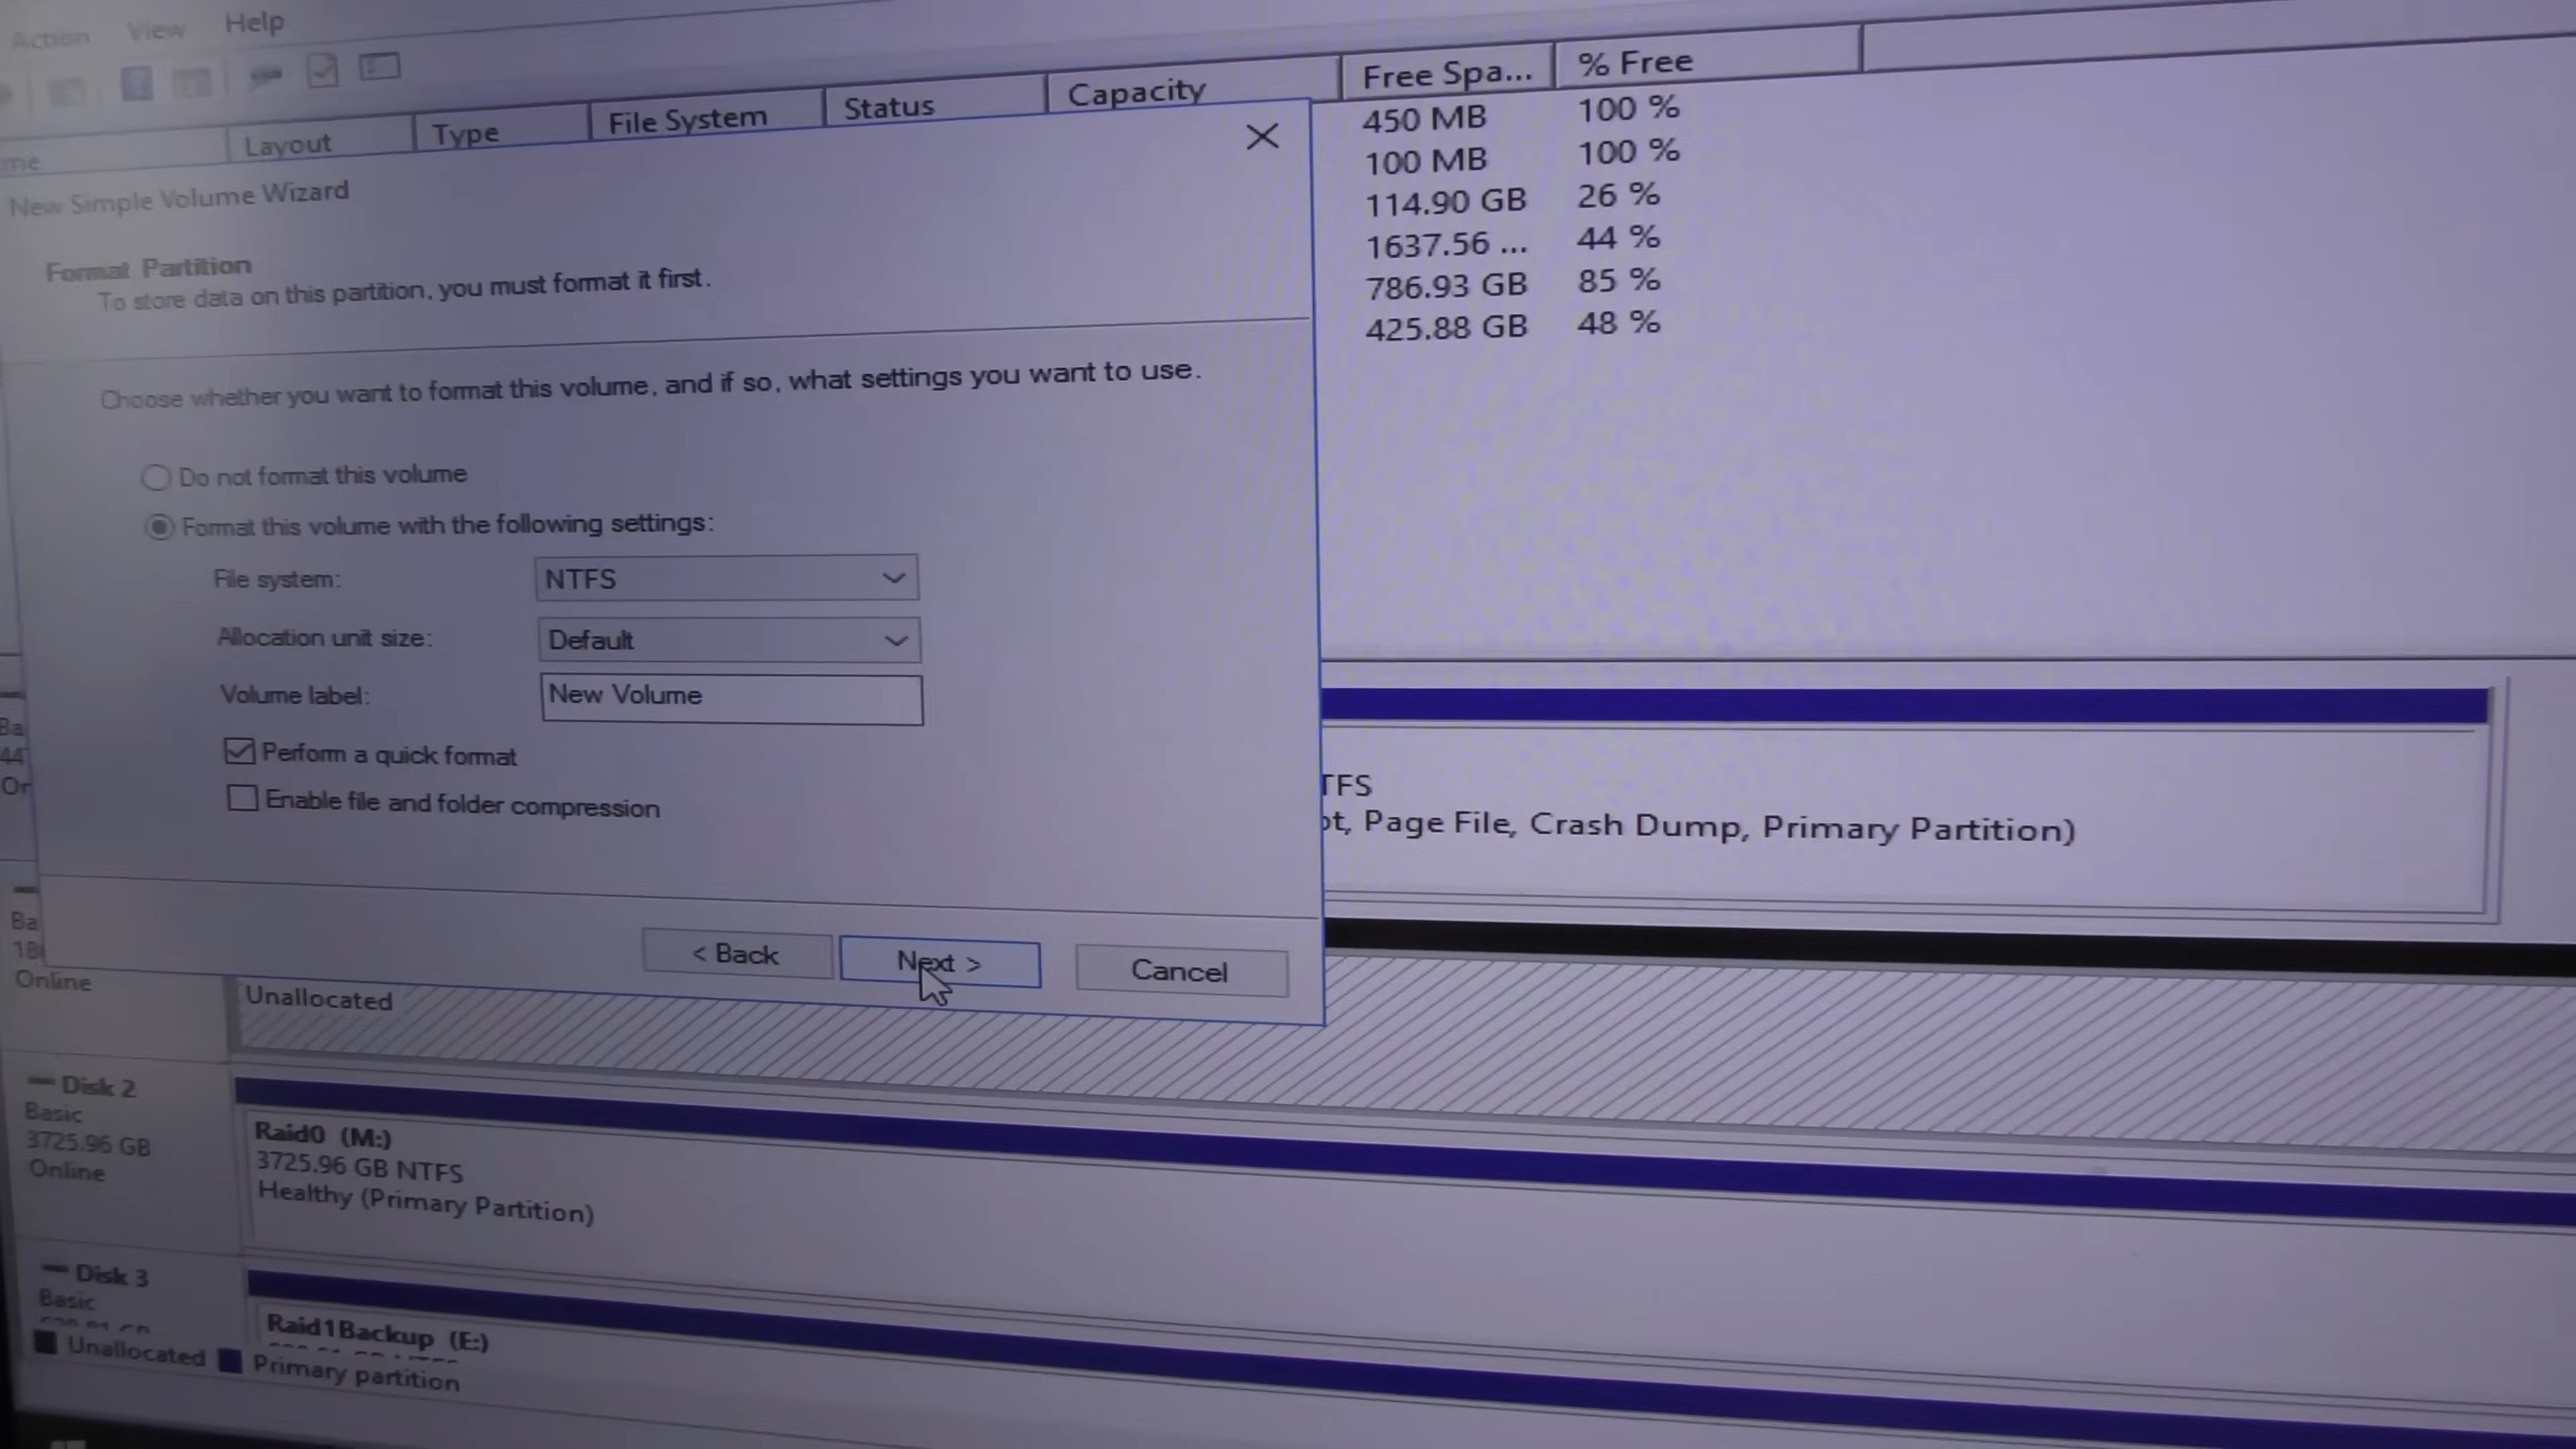 Action View Help
Layout Type File System Status Capacity Free Spa... % Free
450 MB 100 %
100 MB 100 %
114.90 GB 26 %
1637.56 ... 44 %
786.93 GB 85 %
425.88 GB 48 %
New Simple Volume Wizard
Format Partition
To store data on this partition, you must format it first.
Choose whether you want to format this volume, and if so, what settings you want to use.
Do not format this volume
Format this volume with the following settings:
File system: NTFS
Allocation unit size: Default
Volume label: New Volume
Perform a quick format
Enable file and folder compression
< Back Next > Cancel
TFS
ot, Page File, Crash Dump, Primary Partition)
Ba
44
On
Ba
Online
Unallocated
Disk 2
Basic
3725.96 GB
Online
Raid0 (M:)
3725.96 GB NTFS
Healthy (Primary Partition)
Disk 3
Basic
Raid1Backup (E:)
Unallocated Primary partition